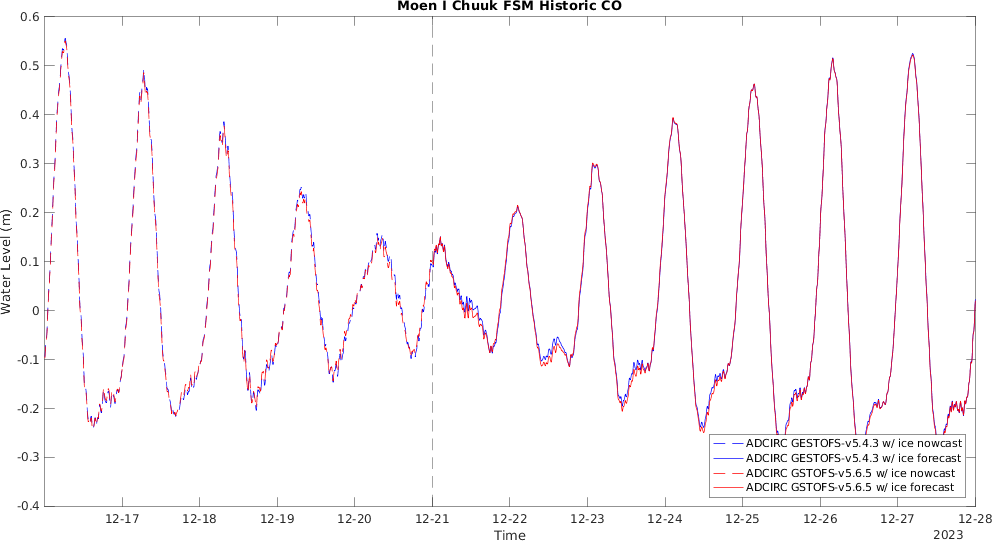 Moen I Chuuk FSM Historic CO
0.6
0.5
0.4
0.3
0.2
0.1
0
-0.1
-0.2
-0.3
-0.4
Water Level (m)
ADCIRC GESTOFS-v5.4.3 w/ ice nowcast
ADCIRC GESTOFS-v5.4.3 w/ ice forecast
ADCIRC GSTOFS-v5.6.5 w/ ice nowcast
ADCIRC GSTOFS-v5.6.5 w/ ice forecast
12-17 12-18 12-19 12-20 12-21 12-22 12-23 12-24 12-25 12-26 12-27 12-28
Time
2023